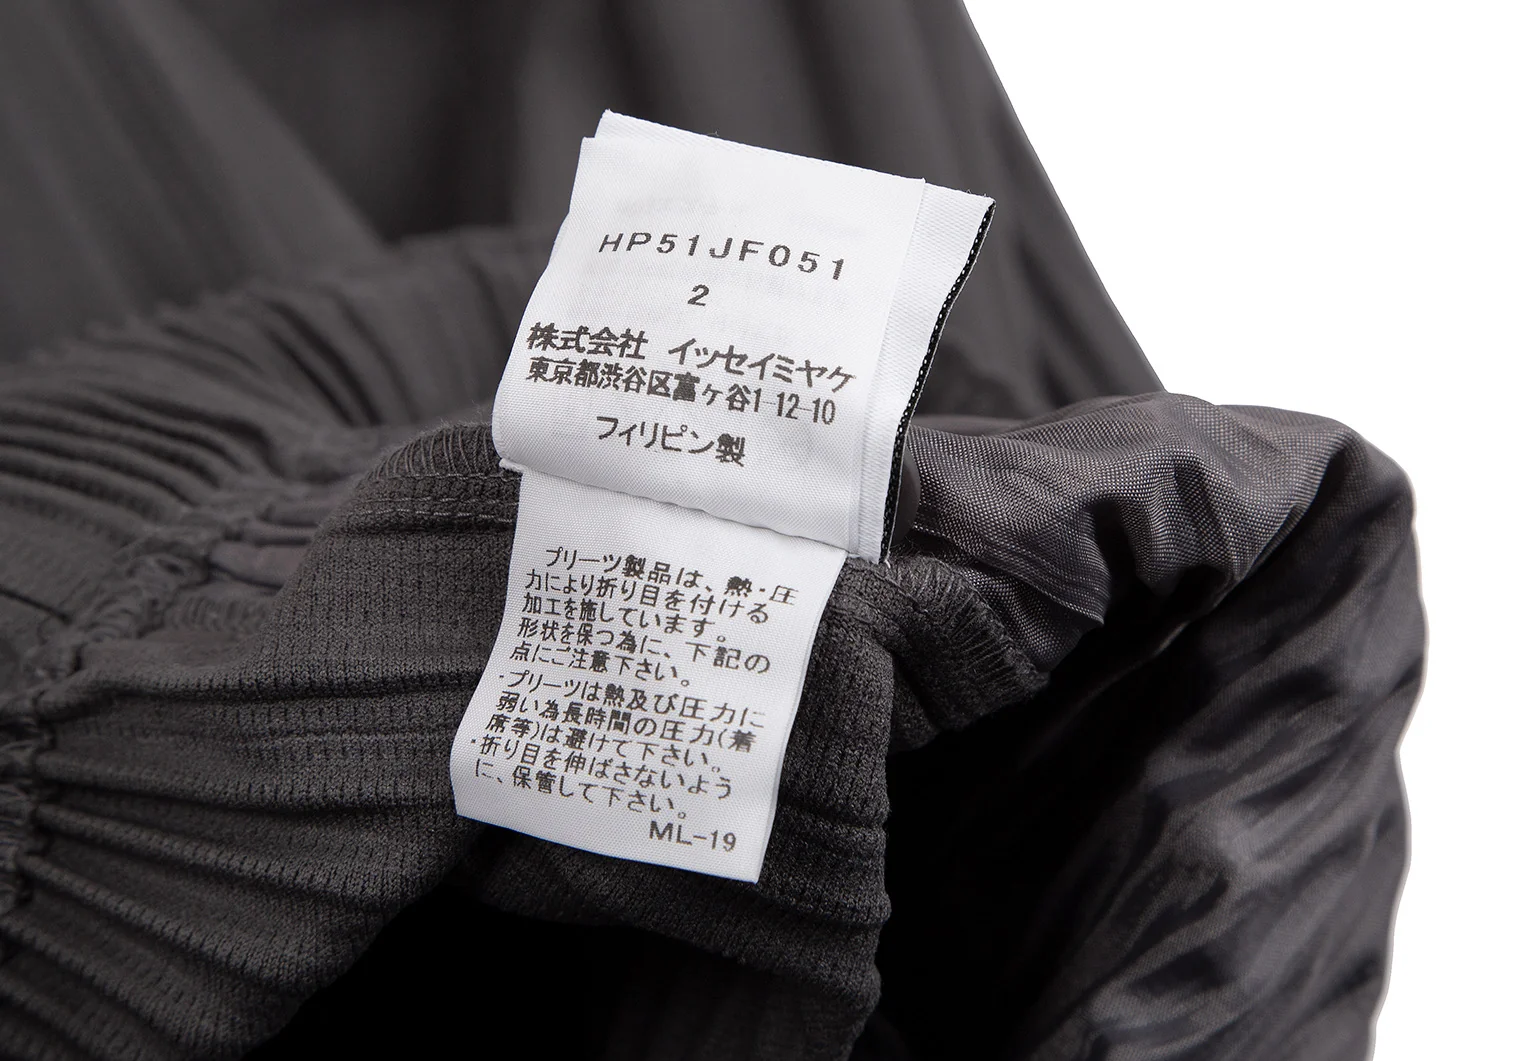 HP51JF051
2
株式会社 イッセイミヤケ
東京都渋谷区富ヶ谷1-12-10
フィリピン製
プリーツ製品は、熱・圧
力により折り目を付ける
加工を施しています。
形状を保つ為に、下記の
点にご注意下さい。
・プリーツは熱及び圧力に
弱い為長時間の圧力(着
席等)は避けて下さい。
・折り目を伸ばさないよう
に、保管して下さい。
ML-19